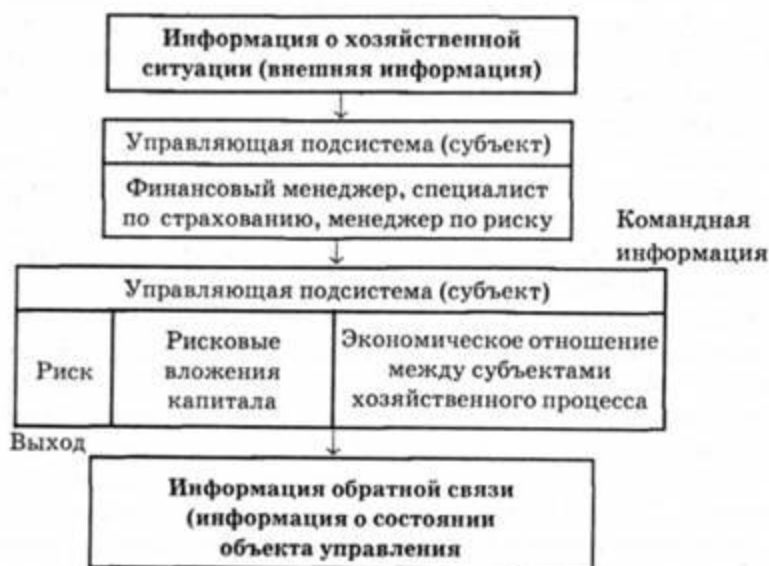 Информация о хозяйственной
ситуации (внешняя информация)
Управляющая подсистема (субъект)
Финансовый менеджер, специалист
по страхованию, менеджер по риску
Командная
информация
Управляющая подсистема (субъект)
Риск
Рисковые
вложения
капитала
Экономическое отношение
между субъектами
хозяйственного процесса
Выход
Информация обратной связи
(информация о состоянии
объекта управления